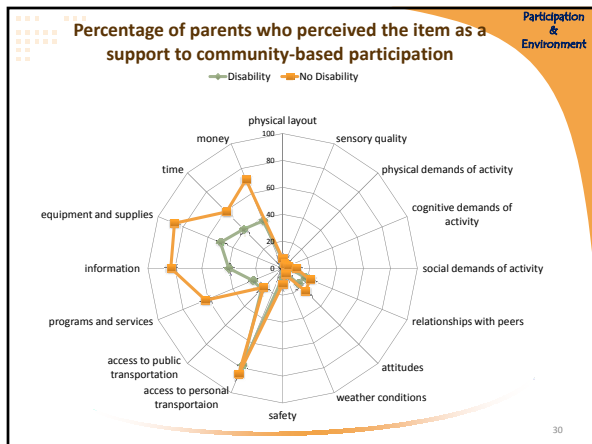 Percentage of parents who perceived the item as a
support to community-based participation
Participation
&
Environment
Disability
No Disability
physical layout
sensory quality
physical demands of activity
cognitive demands of
activity
social demands of activity
relationships with peers
attitudes
weather conditions
safety
access to personal
transportaion
access to public
transportation
programs and services
information
equipment and supplies
time
money
100
80
60
40
20
0
30